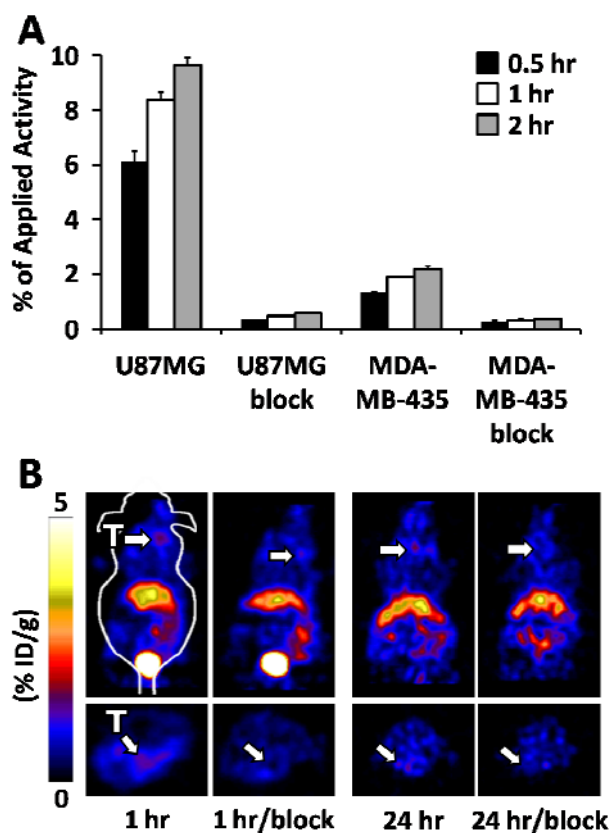 A
% of Applied Activity
10
8
6
4
2
0
0.5 hr
1 hr
2 hr
U87MG
U87MG
block
MDA-
MB-435
MDA-
MB-435
block
B
5
(% ID/g)
0
T
T
1 hr
1 hr/block
24 hr
24 hr/block